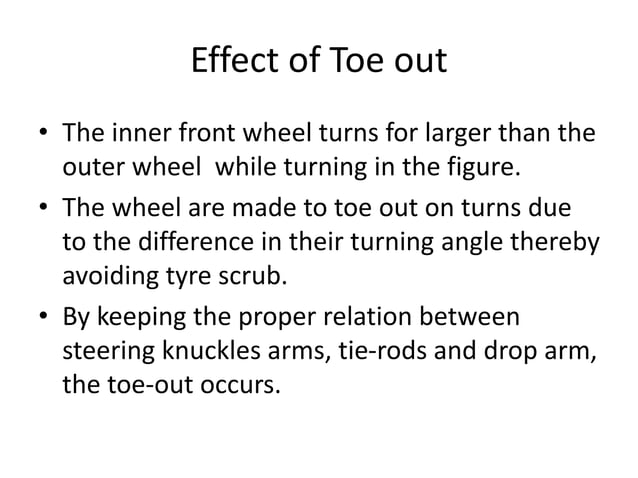 Effect of Toe out
• The inner front wheel turns for larger than the
outer wheel  while turning in the figure.
• The wheel are made to toe out on turns due
to the difference in their turning angle thereby
avoiding tyre scrub.
• By keeping the proper relation between
steering knuckles arms, tie-rods and drop arm,
the toe-out occurs.